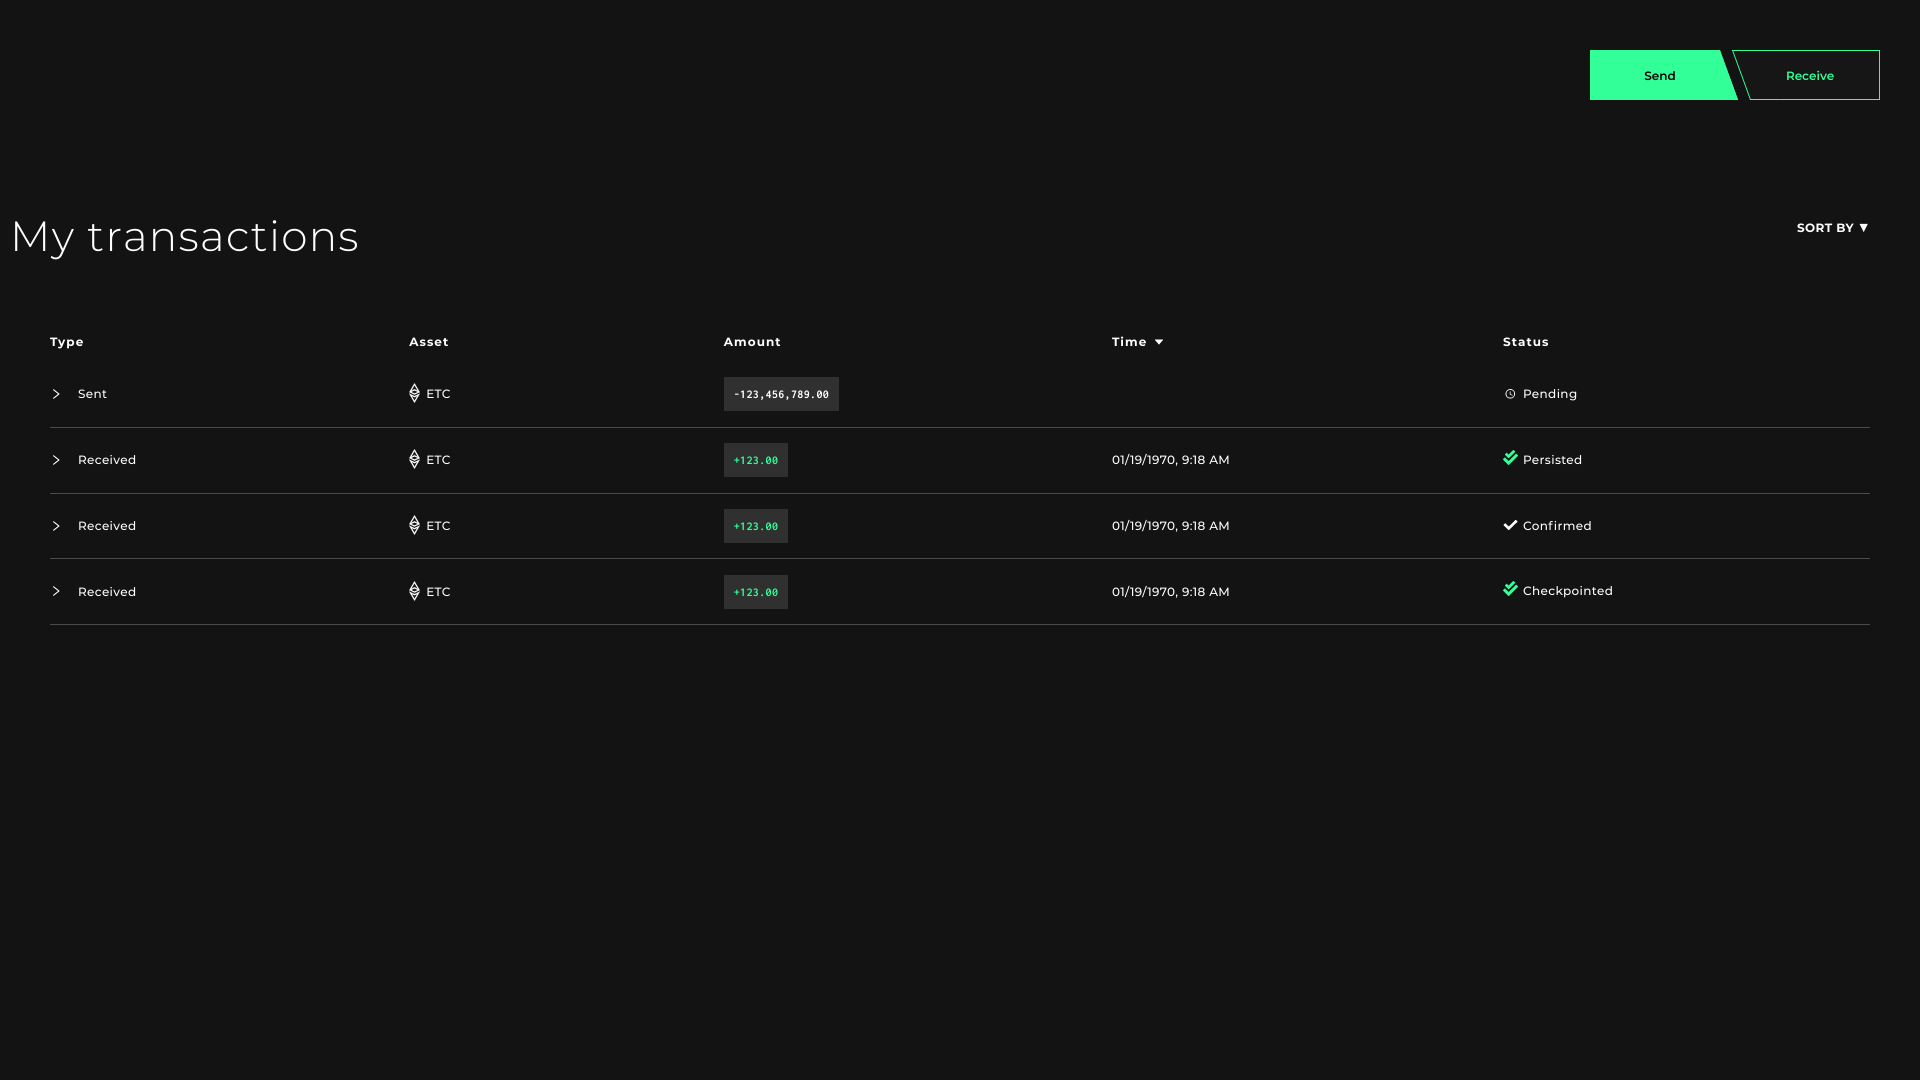 Send Receive
My transactions
SORT BY ▼
Type Asset Amount Time Status
Sent ETC -123,456,789.00 Pending
Received ETC +123.00 01/19/1970, 9:18 AM Persisted
Received ETC +123.00 01/19/1970, 9:18 AM Confirmed
Received ETC +123.00 01/19/1970, 9:18 AM Checkpointed